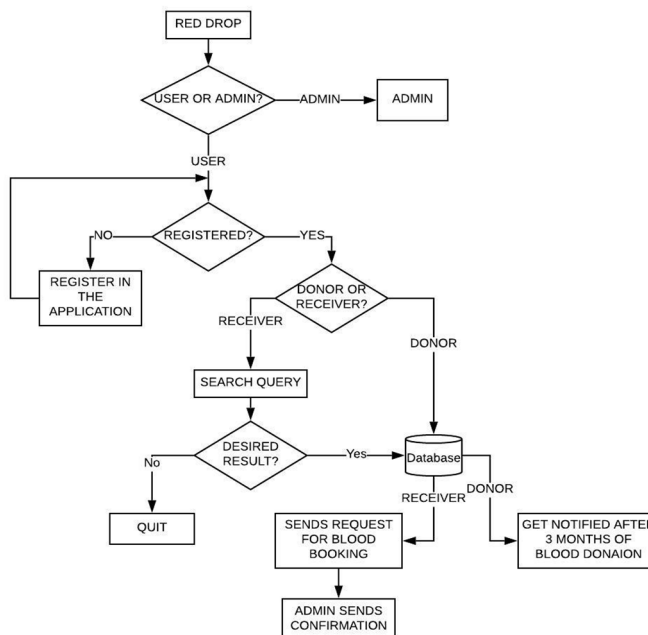 RED DROP
USER OR ADMIN?
ADMIN
ADMIN
USER
REGISTERED?
NO
YES
REGISTER IN
THE
APPLICATION
DONOR OR
RECEIVER?
RECEIVER
DONOR
SEARCH QUERY
DESIRED
RESULT?
No
Yes
Database
RECEIVER
DONOR
QUIT
SENDS REQUEST
FOR BLOOD
BOOKING
GET NOTIFIED AFTER
3 MONTHS OF
BLOOD DONAION
ADMIN SENDS
CONFIRMATION